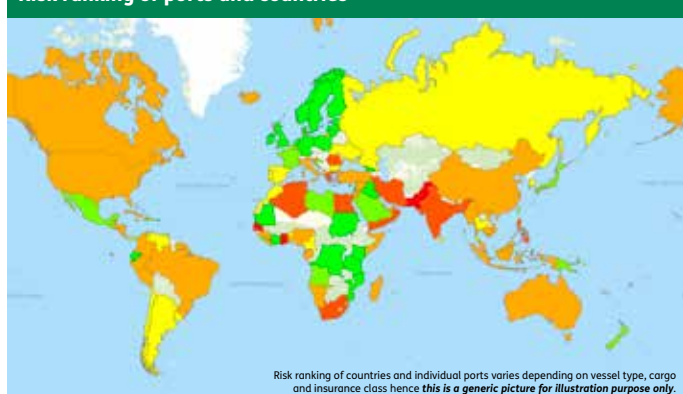 Risk ranking of ports and countries
Risk ranking of countries and individual ports varies depending on vessel type, cargo
and insurance class hence this is a generic picture for illustration purpose only.